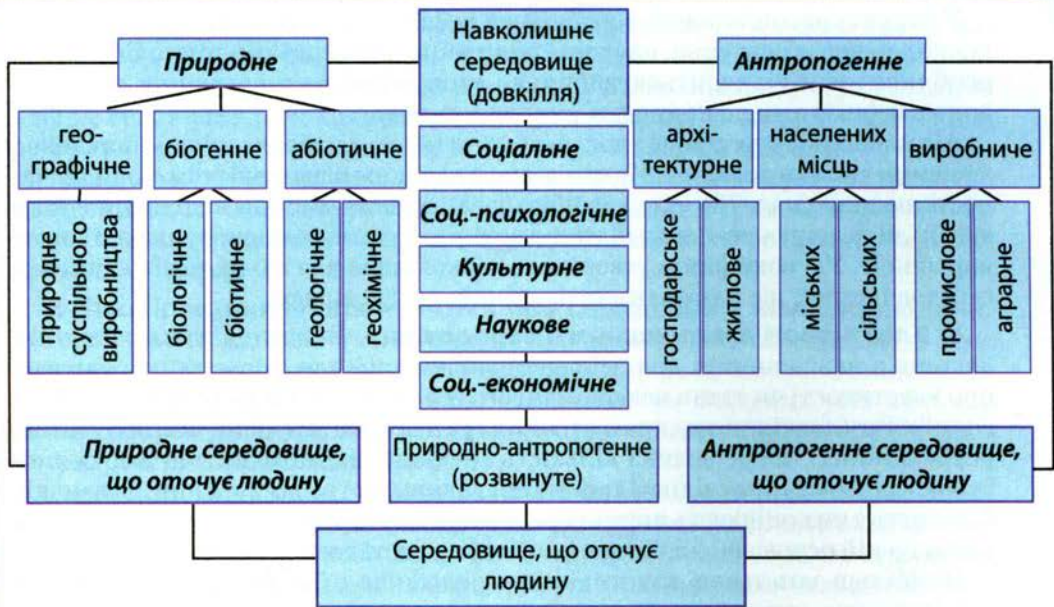 Навколишнє
середовище
(довкілля)
Природне
Антропогенне
гео-
графічне
біогенне
абіотичне
Соціальне
архі-
тектурне
населених
місць
виробниче
природне
суспільного
виробництва
біологічне
біотичне
геологічне
геохімічне
Соц.-психологічне
Культурне
Наукове
Соц.-економічне
господарське
житлове
міських
сільських
промислове
аграрне
Природне середовище,
що оточує людину
Природно-антропогенне
(розвинуте)
Антропогенне середовище,
що оточує людину
Середовище, що оточує
людину